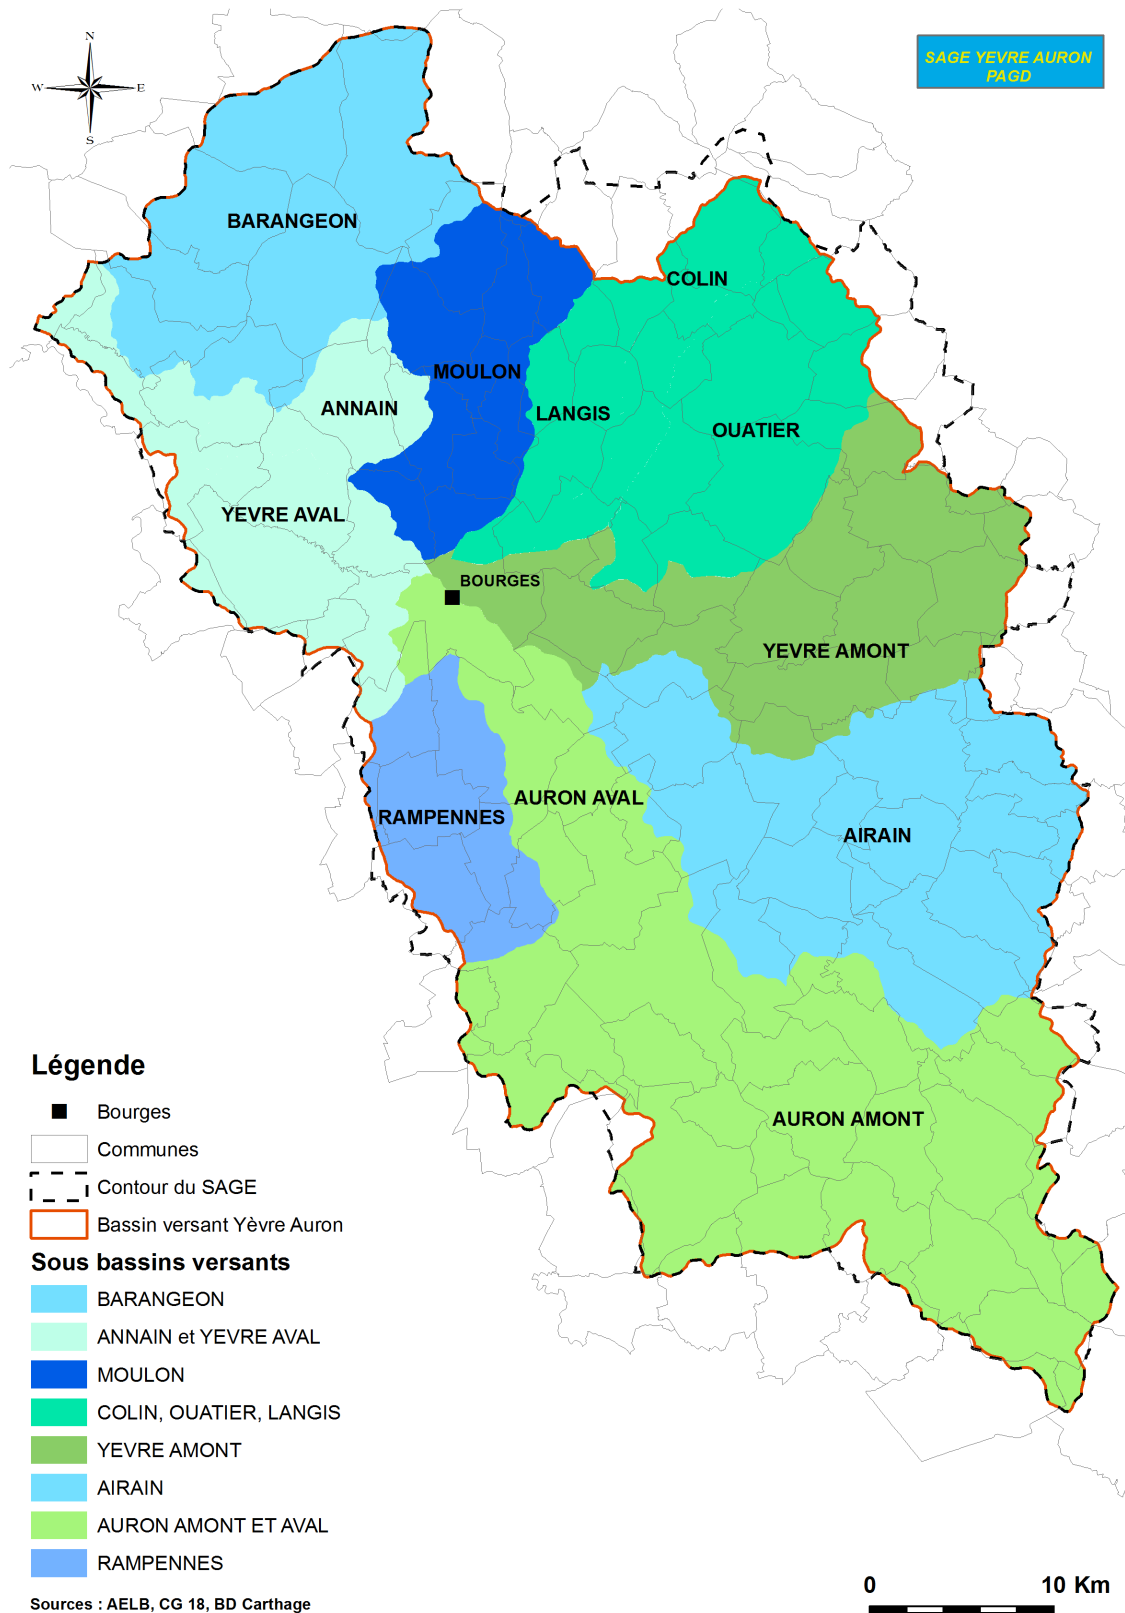 N
W
E
S
SAGE YEVRE AURON
PAGD
BARANGEON
COLIN
MOULON
ANNAIN
LANGIS
OUATIER
YEVRE AVAL
BOURGES
YEVRE AMONT
AURON AVAL
RAMPENNES
AIRAIN
AURON AMONT
Légende
Bourges
Communes
Contour du SAGE
Bassin versant Yèvre Auron
Sous bassins versants
BARANGEON
ANNAIN et YEVRE AVAL
MOULON
COLIN, OUATIER, LANGIS
YEVRE AMONT
AIRAIN
AURON AMONT ET AVAL
RAMPENNES
Sources : AELB, CG 18, BD Carthage
0 10 Km